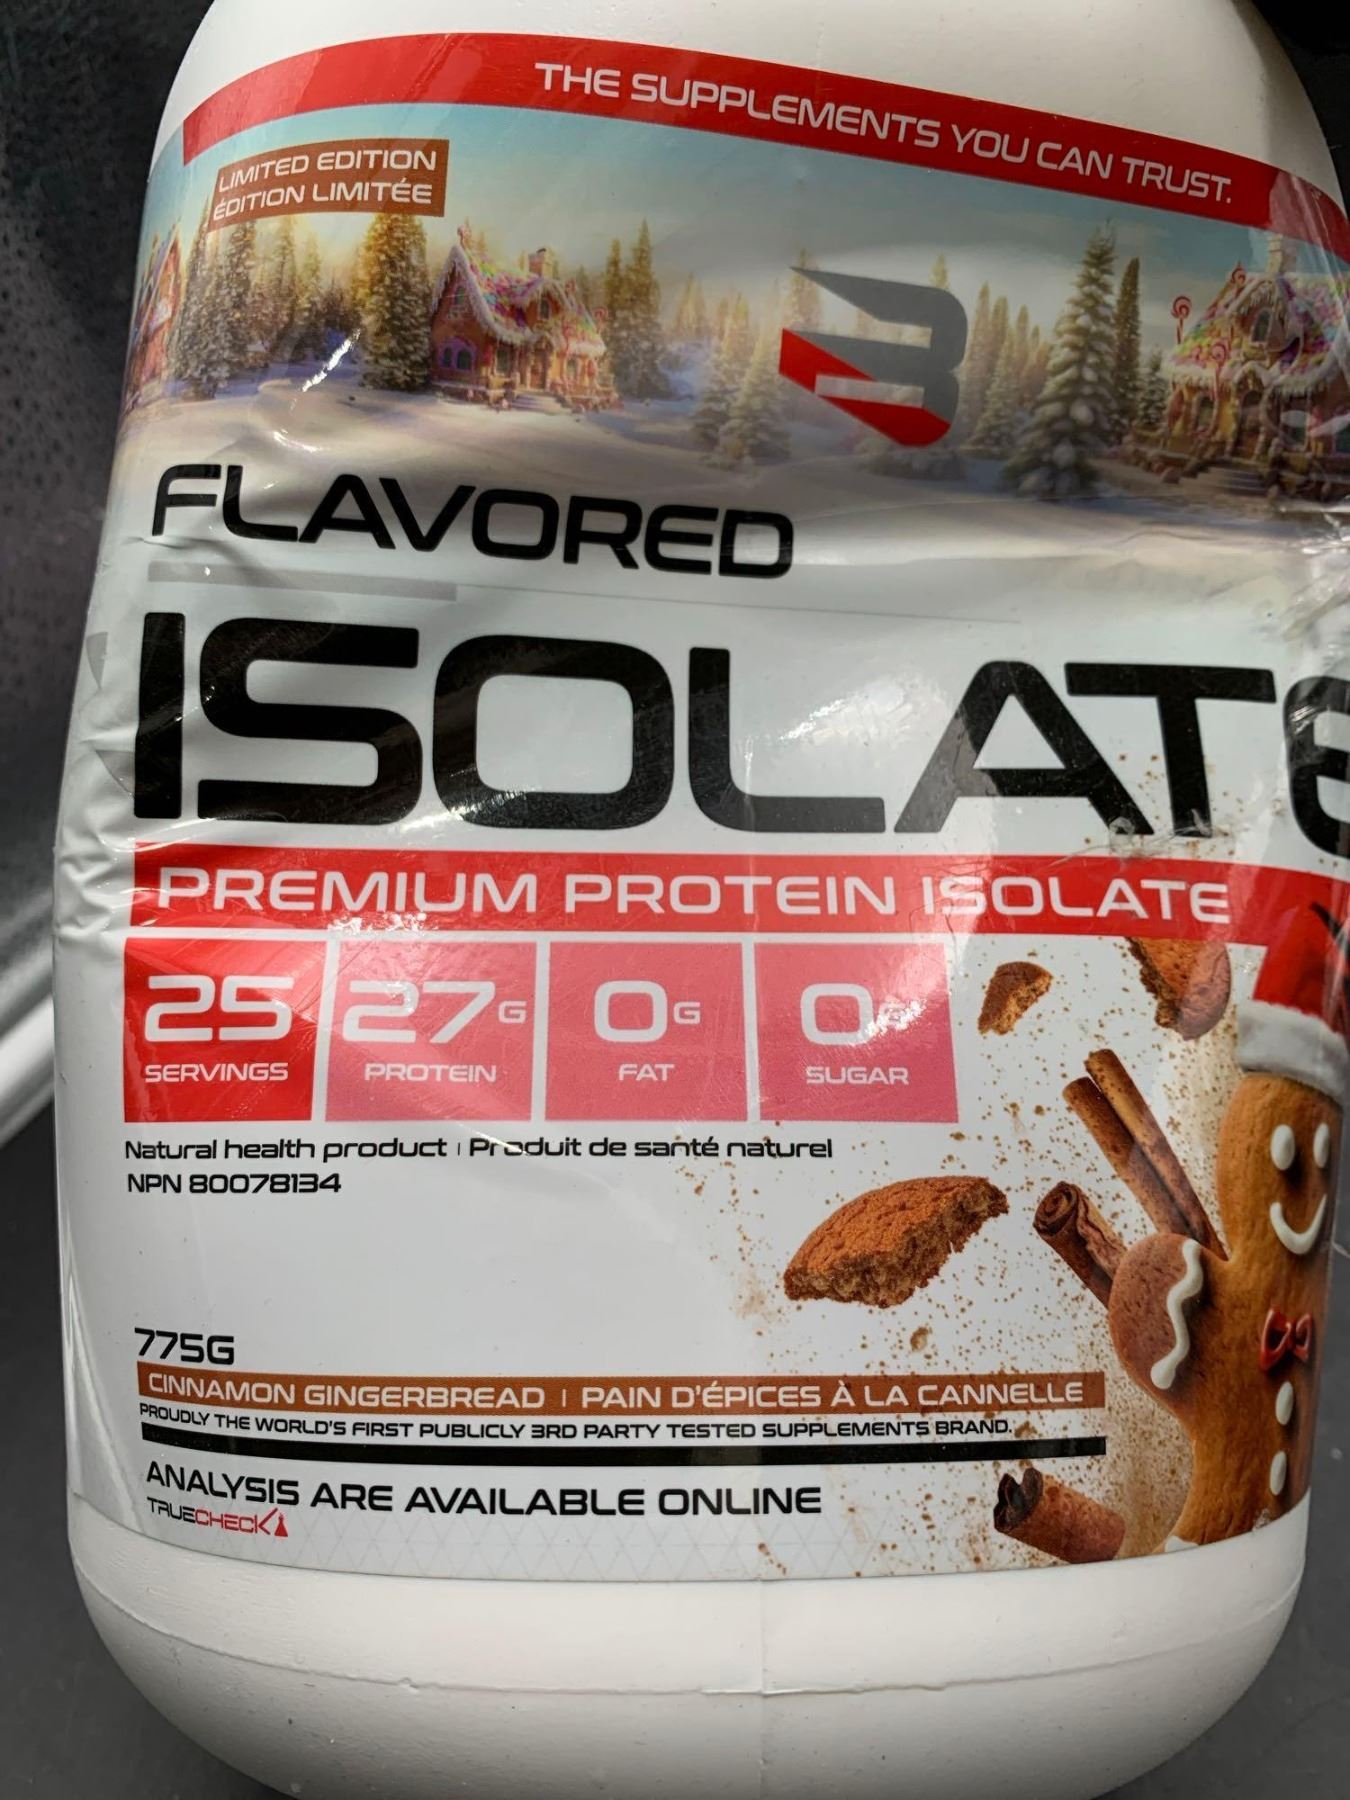 THE SUPPLEMENTS YOU CAN TRUST.
LIMITED EDITION
ÉDITION LIMITÉE
FLAVORED
ISOLATE
PREMIUM PROTEIN ISOLATE
25 27G 0G 0G
SERVINGS PROTEIN FAT SUGAR
Natural health product | Produit de santé naturel
NPN 80078134
775G
CINNAMON GINGERBREAD | PAIN D'ÉPICES À LA CANNELLE
PROUDLY THE WORLD'S FIRST PUBLICLY 3RD PARTY TESTED SUPPLEMENTS BRAND.
ANALYSIS ARE AVAILABLE ONLINE
TRUECHECK